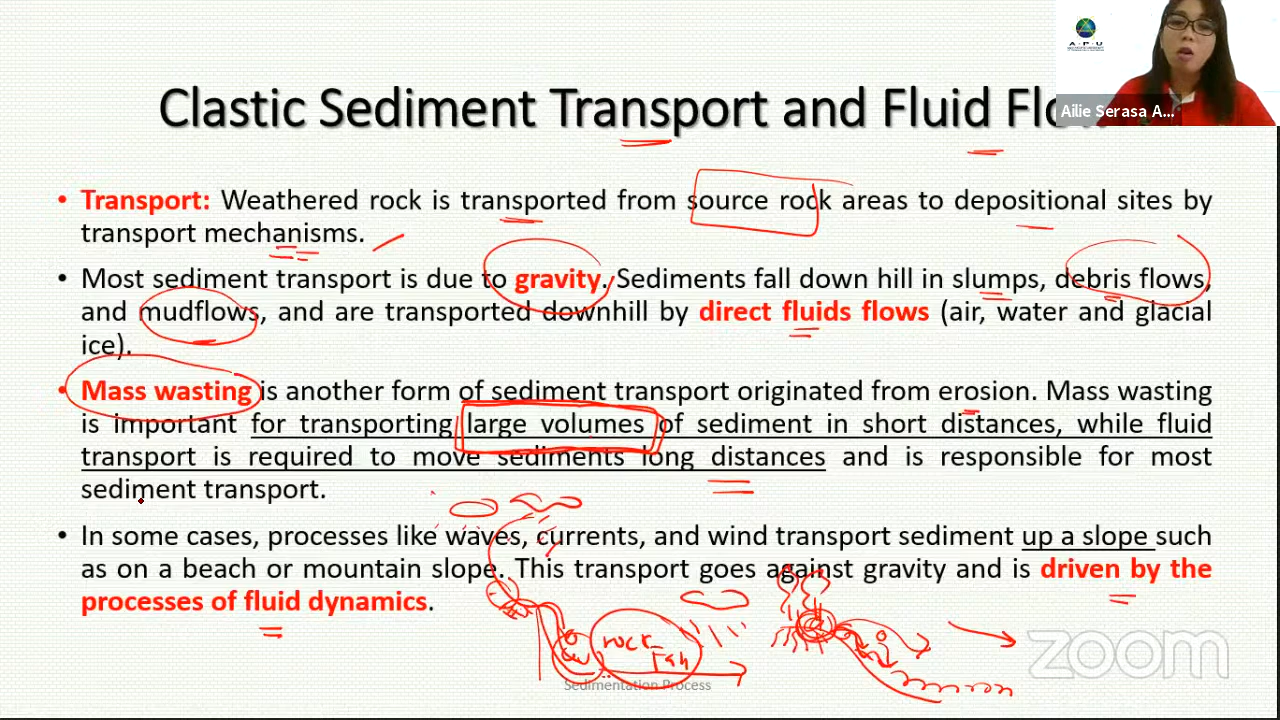 A · P · U
Ailie Serasa A...
Clastic Sediment Transport and Fluid Flo
• Transport: Weathered rock is transported from source rock areas to depositional sites by
transport mechanisms.
• Most sediment transport is due to gravity. Sediments fall down hill in slumps, debris flows,
and mudflows, and are transported downhill by direct fluids flows (air, water and glacial
ice).
• Mass wasting is another form of sediment transport originated from erosion. Mass wasting
is important for transporting large volumes of sediment in short distances, while fluid
transport is required to move sediments long distances and is responsible for most
sediment transport.
• In some cases, processes like waves, currents, and wind transport sediment up a slope such
as on a beach or mountain slope. This transport goes against gravity and is driven by the
processes of fluid dynamics.
rock
Sedimentation Process
zoom